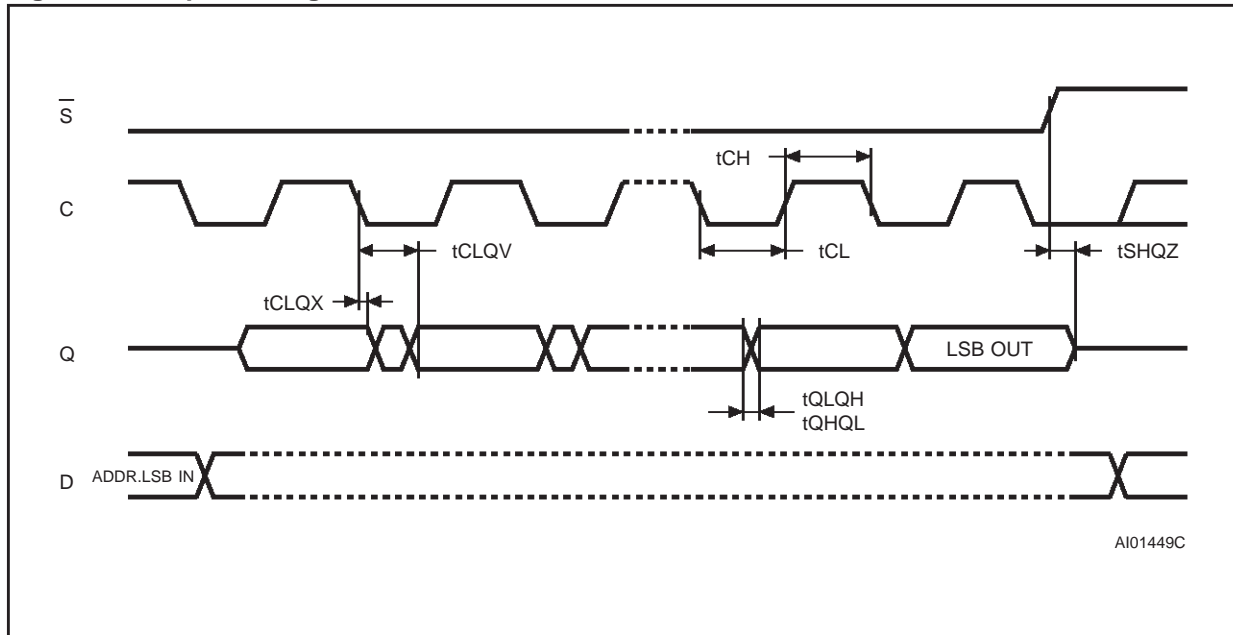 S
tCH
C
tCLQV
tCL
tSHQZ
tCLQX
Q
LSB OUT
tQLQH
tQHQL
D
ADDR.LSB IN
AI01449C